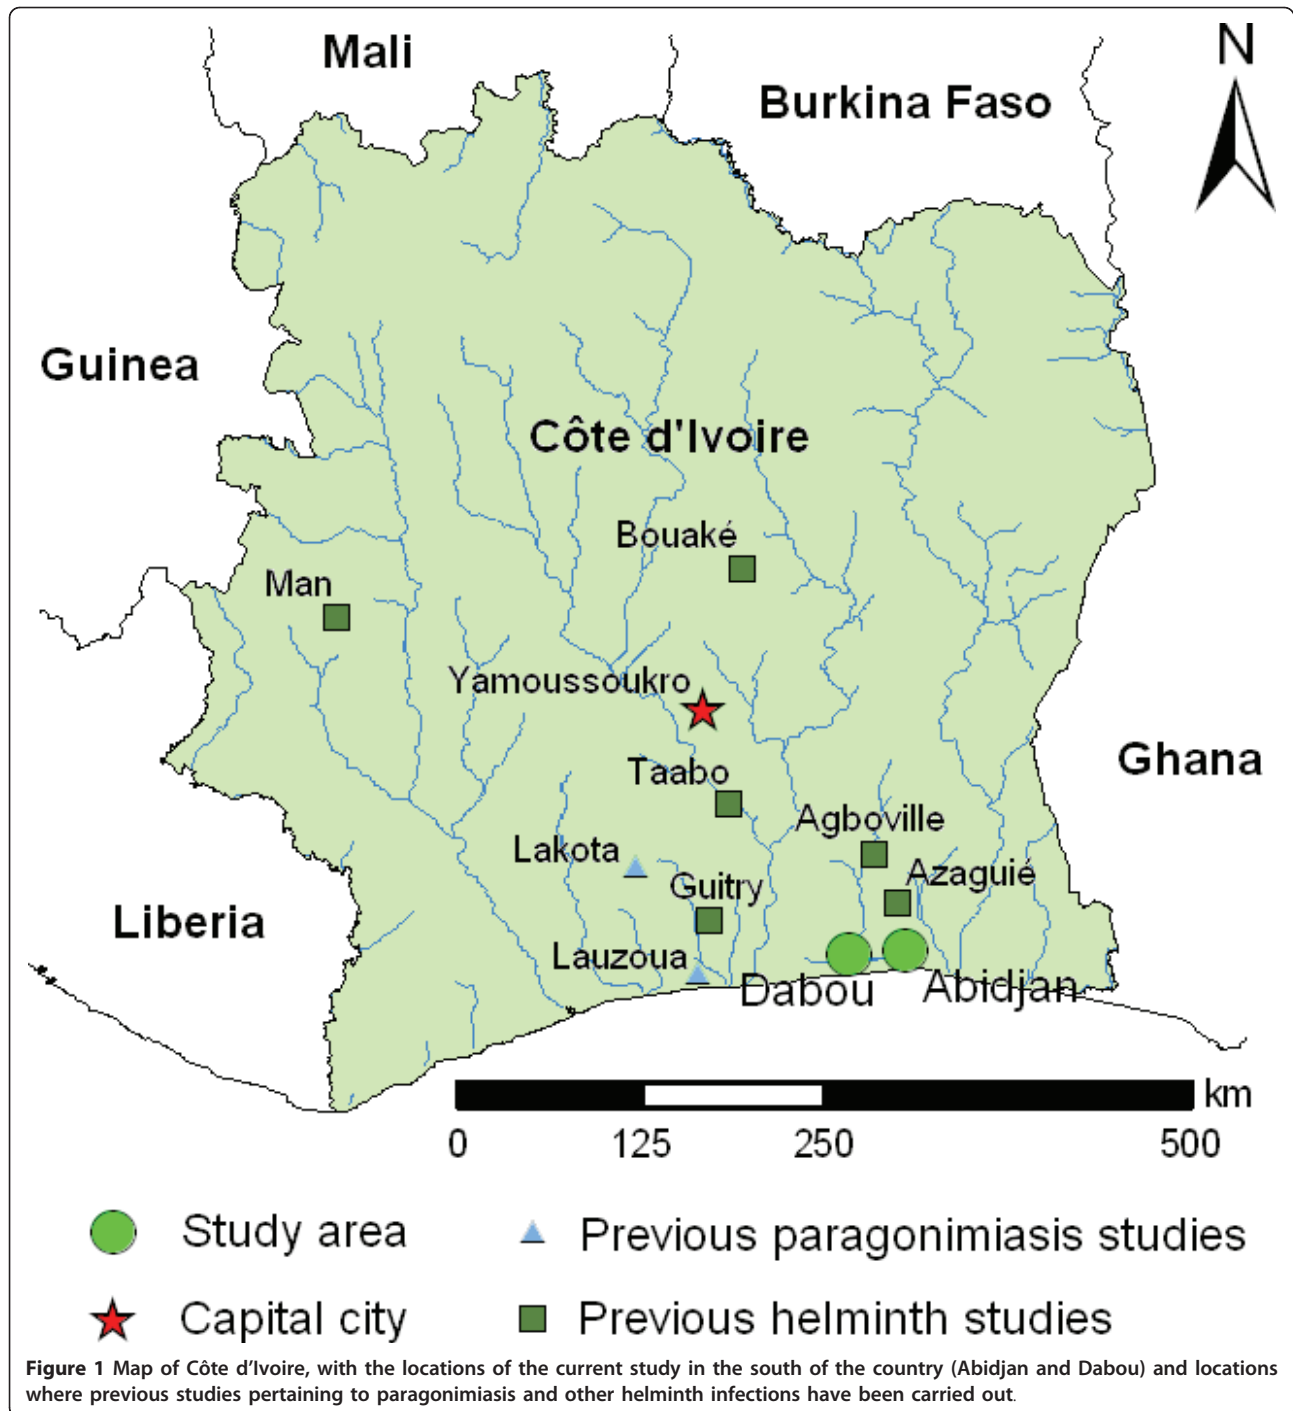 Mali
N
Burkina Faso
Guinea
Côte d'Ivoire
Bouaké
Man
Yamoussoukro
Ghana
Taabo
Agboville
Lakota
Azaguié
Guitry
Liberia
Lauzoua
Dabou
Abidjan
km
0 125 250 500
Study area
Previous paragonimiasis studies
Capital city
Previous helminth studies
Figure 1 Map of Côte d'Ivoire, with the locations of the current study in the south of the country (Abidjan and Dabou) and locations
where previous studies pertaining to paragonimiasis and other helminth infections have been carried out.